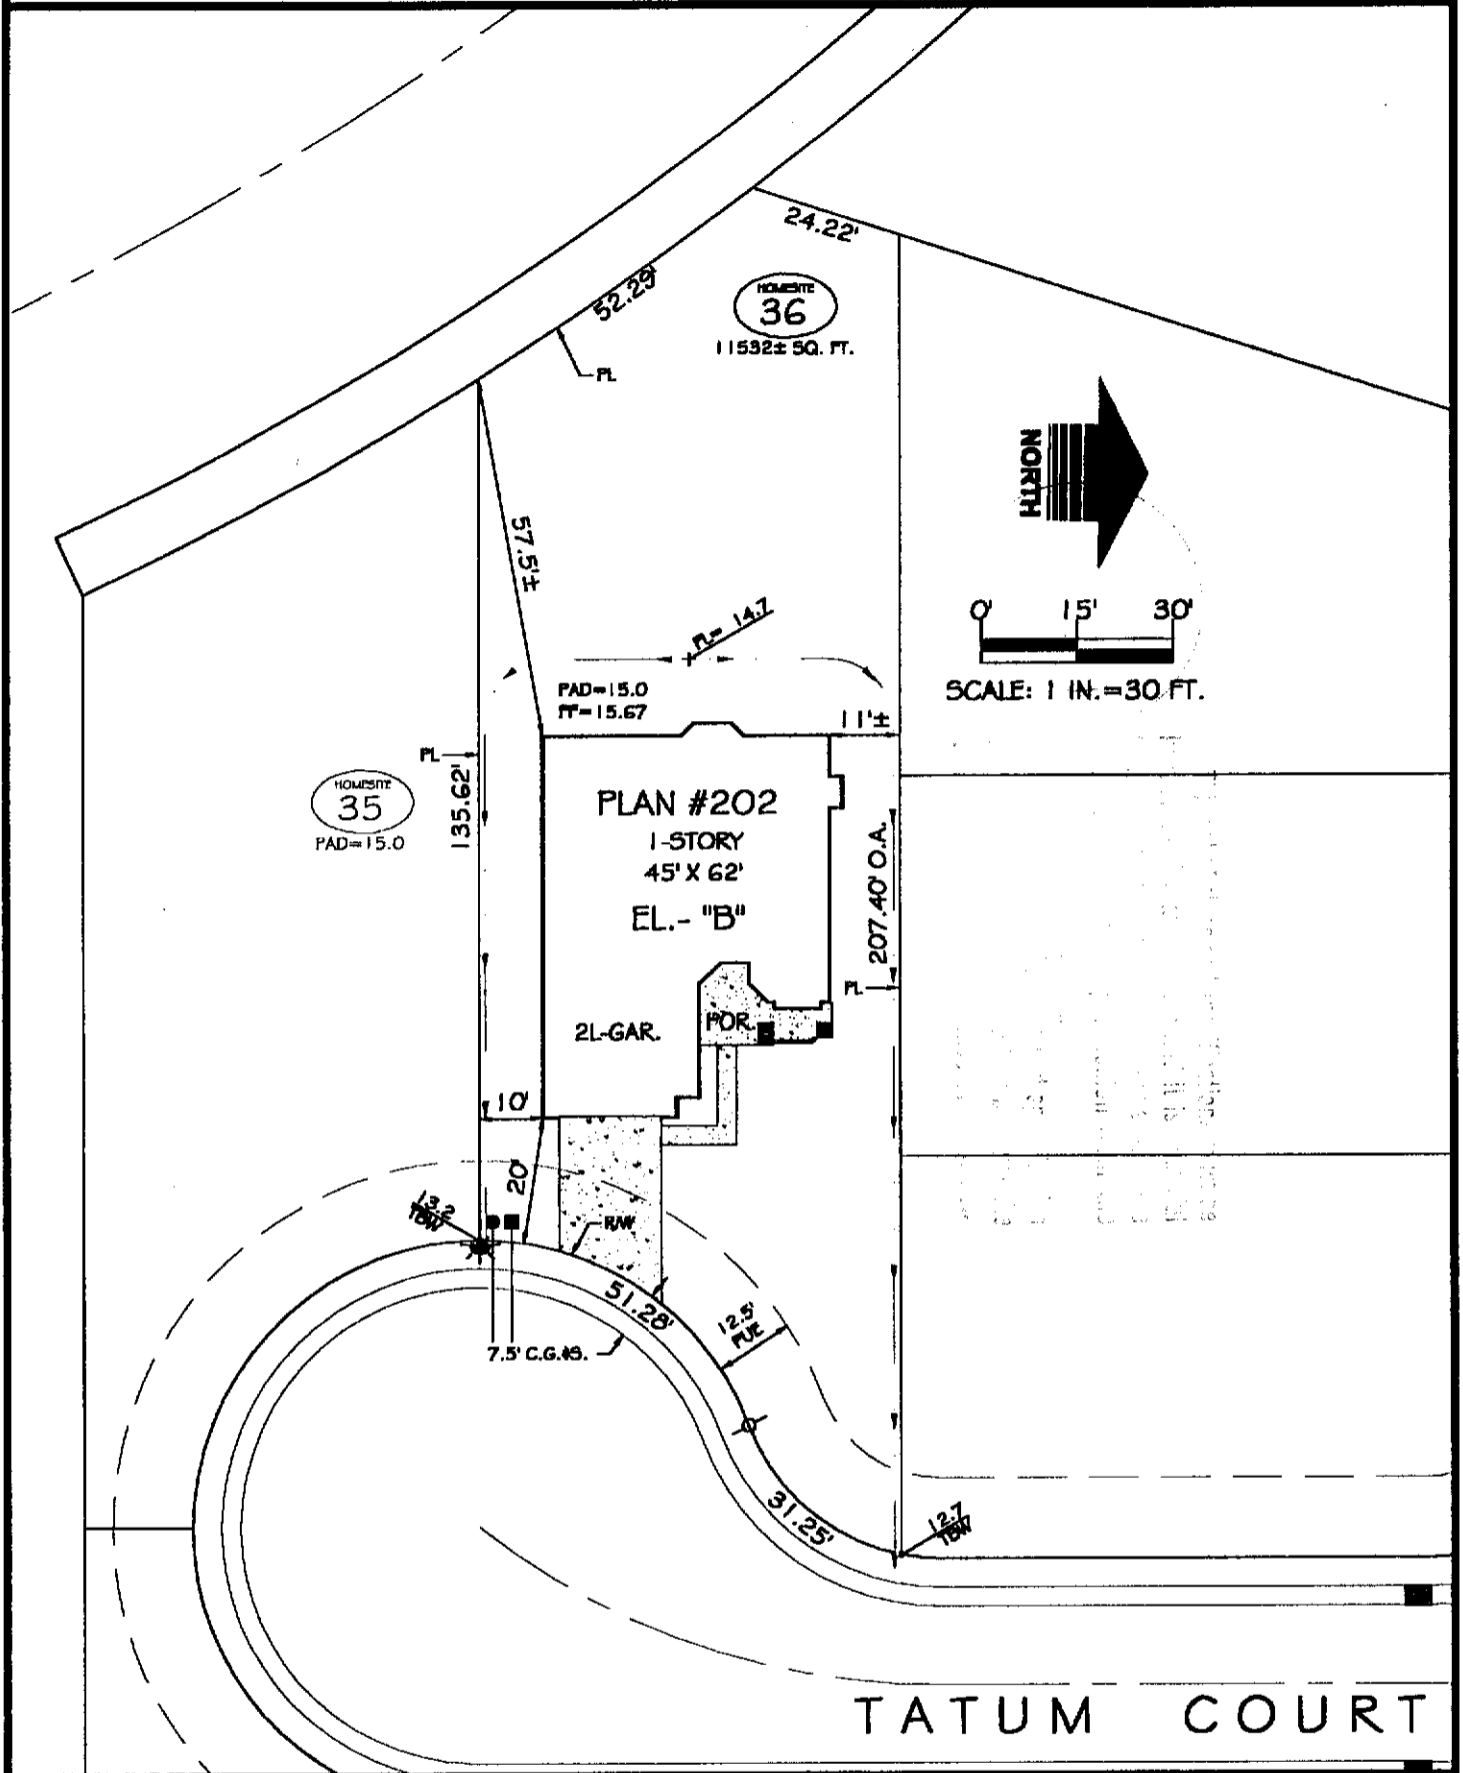 24.22'
52.29'
HOMESITE
36
11532± SQ. FT.
PL
NORTH
57.5'±
0' 15' 30'
SCALE: 1 IN.=30 FT.
FL= 14.7
PAD=15.0
FF=15.67
11'±
PL
HOMESITE
35
PAD=15.0
135.62'
PLAN #202
1-STORY
45' X 62'
EL.- "B"
207.40' O.A.
PL
2L-GAR.
POR.
10'
20'
13.2
TBW
R/W
51.28'
12.5'
PUE
7.5' C.G.&S.
31.25'
12.7
TBW
TATUM COURT